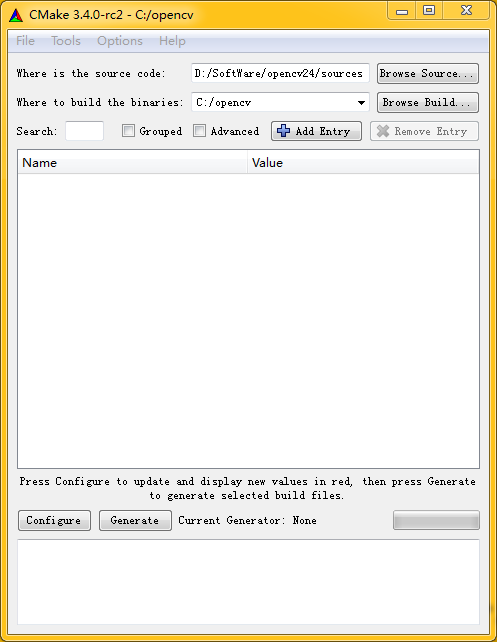 CMake 3.4.0-rc2 - C:/opencv
File Tools Options Help
Where is the source code: D:/SoftWare/opencv24/sources Browse Source...
Where to build the binaries: C:/opencv Browse Build...
Search: Grouped Advanced Add Entry Remove Entry
Name Value
Press Configure to update and display new values in red, then press Generate
to generate selected build files.
Configure Generate Current Generator: None